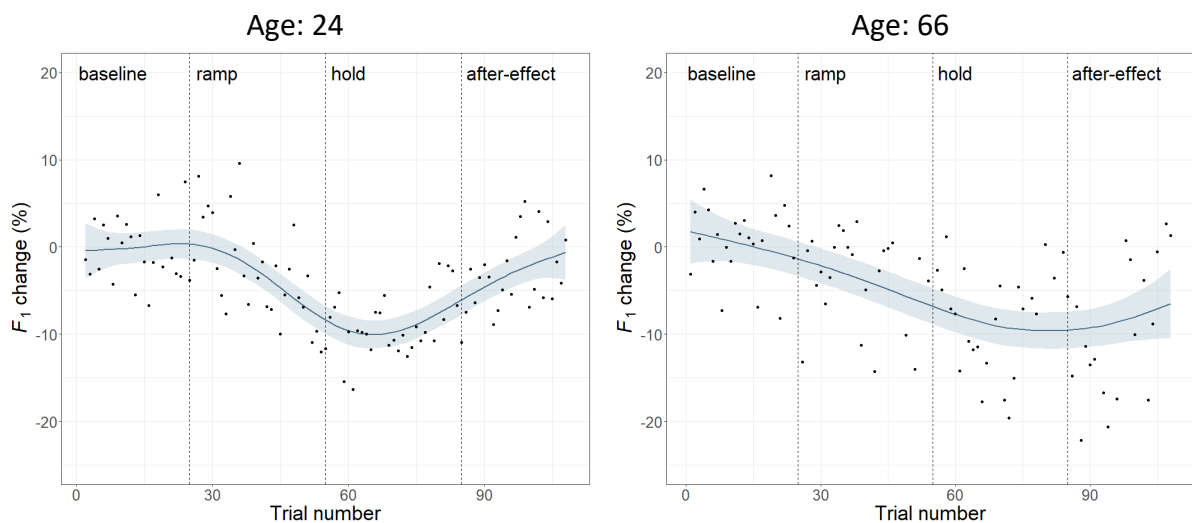 Age: 24
Age: 66
baseline ramp hold after-effect
20
10
0
-10
-20
F1 change (%)
0 30 60 90
Trial number
baseline ramp hold after-effect
20
10
0
-10
-20
F1 change (%)
0 30 60 90
Trial number